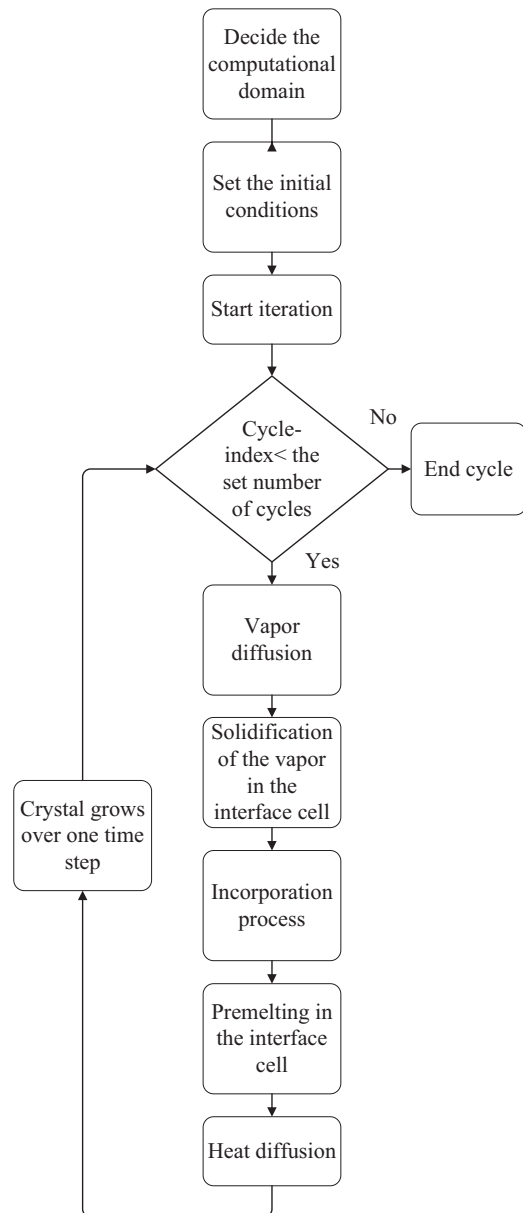 Decide the
computational
domain
Set the initial
conditions
Start iteration
Cycle-
index< the
set number
of cycles
No
End cycle
Yes
Vapor
diffusion
Solidification
of the vapor
in the
interface cell
Crystal grows
over one time
step
Incorporation
process
Premelting in
the interface
cell
Heat diffusion